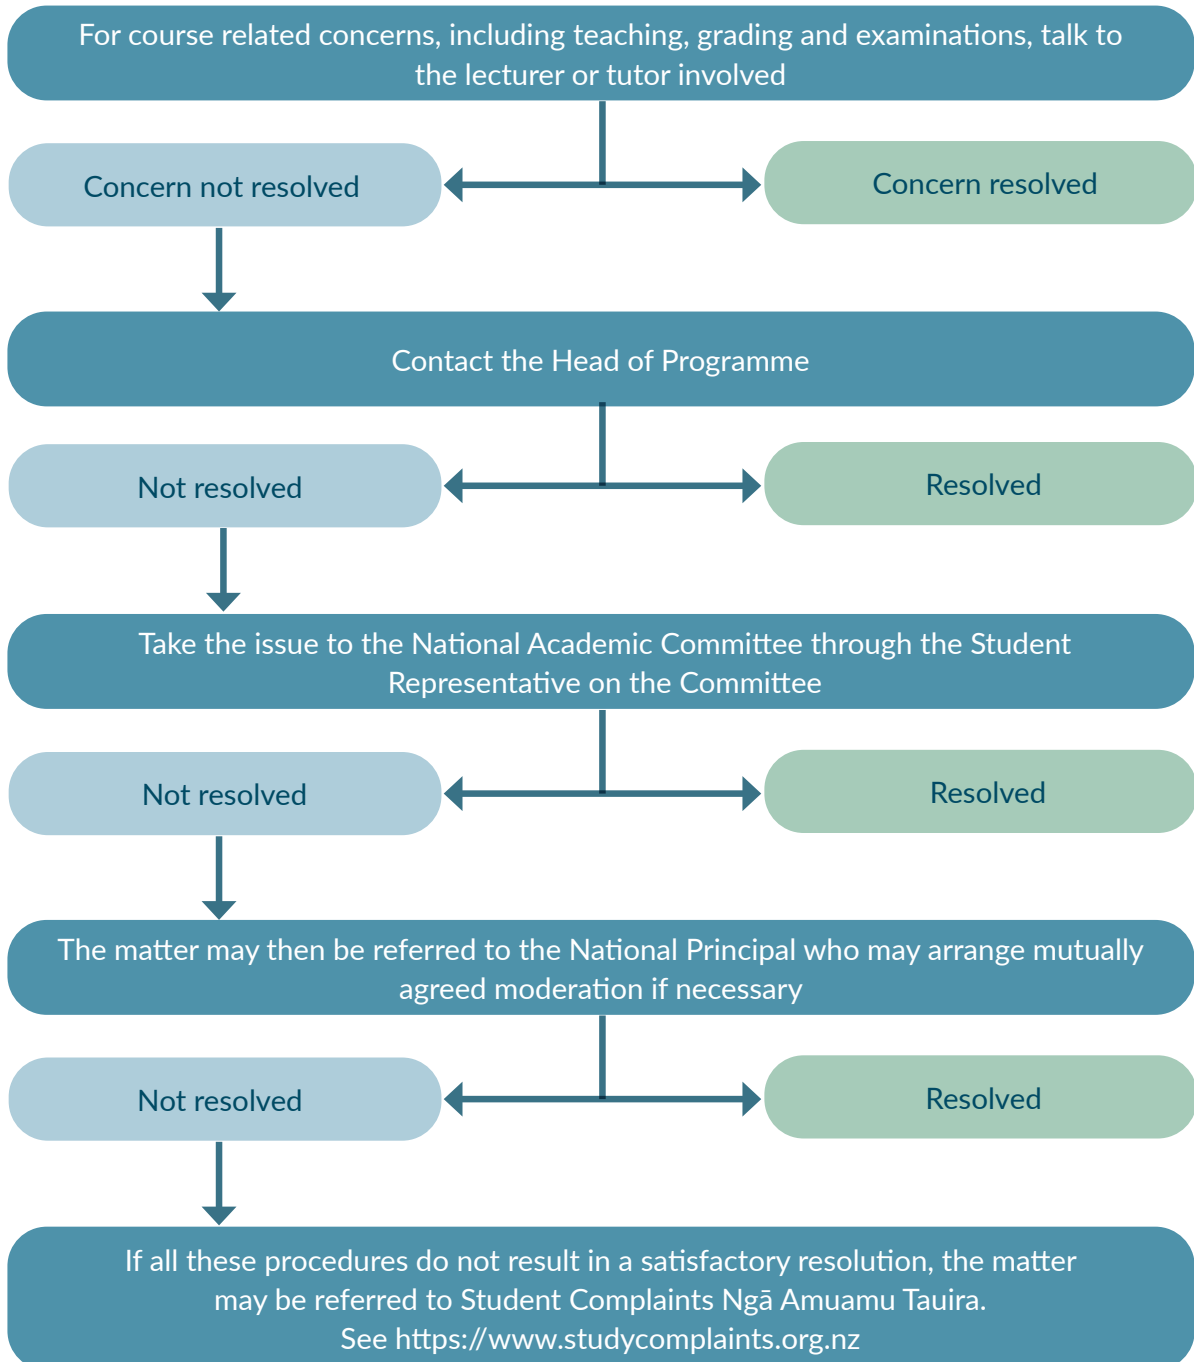 For course related concerns, including teaching, grading and examinations, talk to
the lecturer or tutor involved
Concern not resolved
Concern resolved
Contact the Head of Programme
Not resolved
Resolved
Take the issue to the National Academic Committee through the Student
Representative on the Committee
Not resolved
Resolved
The matter may then be referred to the National Principal who may arrange mutually
agreed moderation if necessary
Not resolved
Resolved
If all these procedures do not result in a satisfactory resolution, the matter
may be referred to Student Complaints Ngā Amuamu Tauira.
See https://www.studycomplaints.org.nz